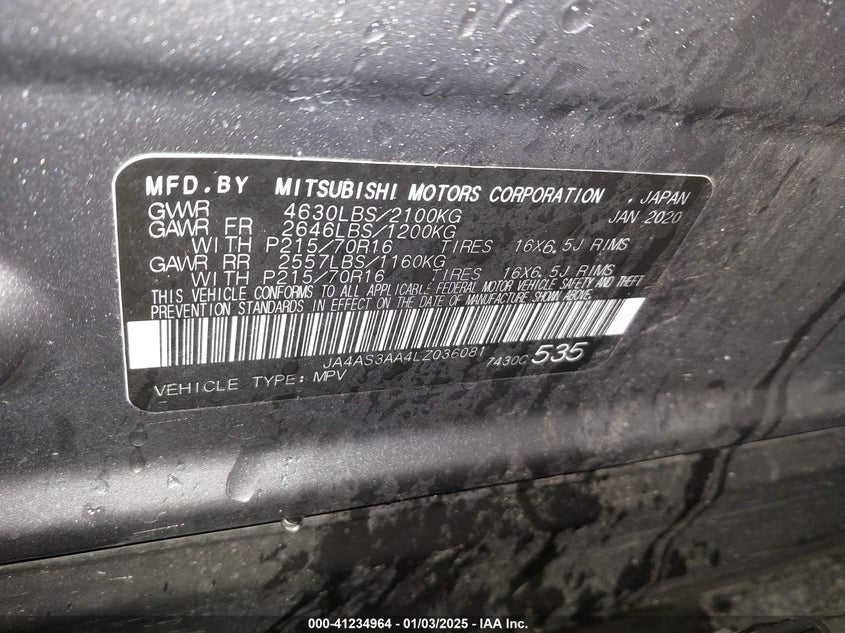 MFD.BY MITSUBISHI MOTORS CORPORATION , JAPAN
GVWR 4630LBS/2100KG JAN 2020
GAWR FR 2646LBS/1200KG
WITH P215/70R16 TIRES 16X6.5J RIMS
GAWR RR 2557LBS/1160KG
WITH P215/70R16 TIRES 16X6.5J RIMS
THIS VEHICLE CONFORMS TO ALL APPLICABLE FEDERAL MOTOR VEHICLE SAFETY AND THEFT
PREVENTION STANDARDS IN EFFECT ON THE DATE OF MANUFACTURE SHOWN ABOVE.
JA4AS3AA4LZ036081 7430C 535
VEHICLE TYPE: MPV
000-41234964 - 01/03/2025 - IAA Inc.